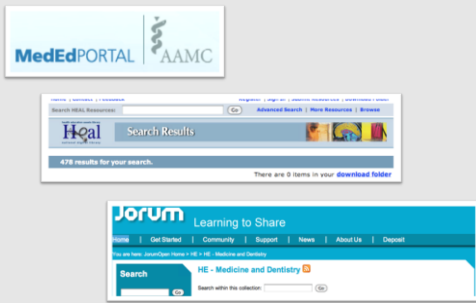 MedEdPORTAL AAMC
Home | Contact | Feedback
Search HEAL Resources: Go Advanced Search | More Resources | Browse
Heal Search Results
478 results for your search.
There are 0 items in your download folder
Jorum Learning to Share
Home | Get Started | Community | Support | News | About Us | Deposit
You are here: JorumOpen Home > HE > HE - Medicine and Dentistry
Search HE - Medicine and Dentistry
Go Search within this collection: Go